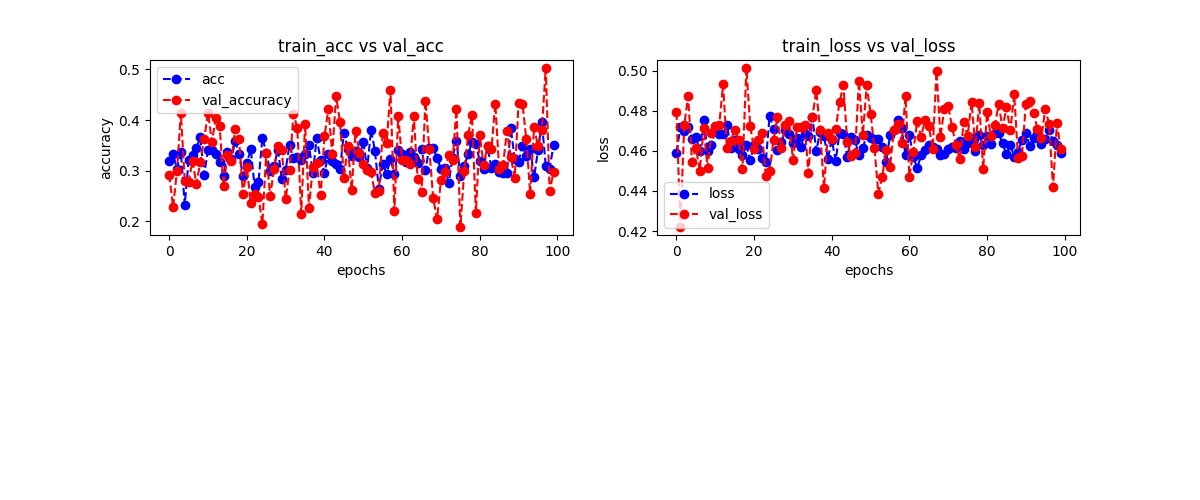 train_acc vs val_acc
0.5
0.4
0.3
0.2
accuracy
acc
val_accuracy
0
20
40
60
80
100
epochs
train_loss vs val_loss
0.50
0.48
0.46
0.44
0.42
loss
loss
val_loss
0
20
40
60
80
100
epochs